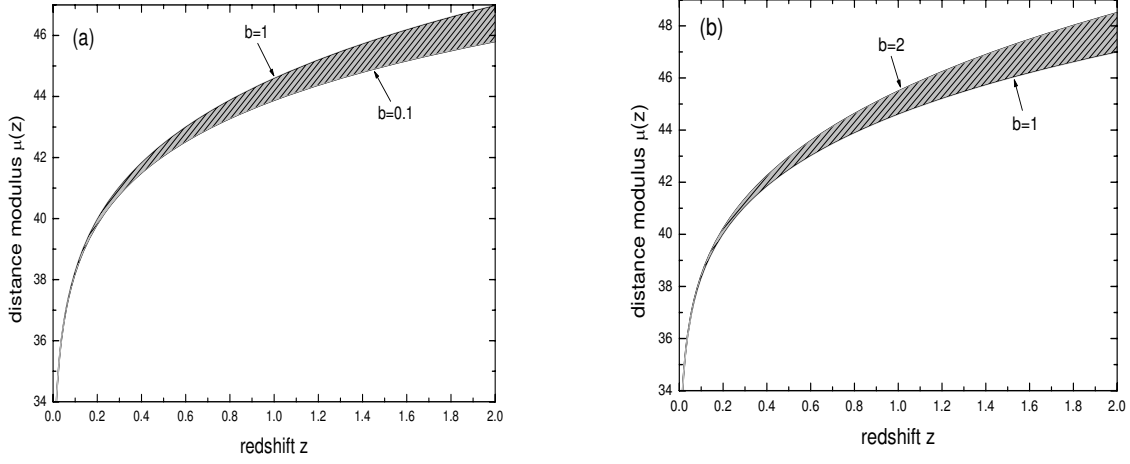 (a)
b=1
b=0.1
46
44
42
40
38
36
34
0.0 0.2 0.4 0.6 0.8 1.0 1.2 1.4 1.6 1.8 2.0
distance modulus μ(z)
redshift z
(b)
b=2
b=1
48
46
44
42
40
38
36
34
0.0 0.2 0.4 0.6 0.8 1.0 1.2 1.4 1.6 1.8 2.0
distance modulus μ(z)
redshift z